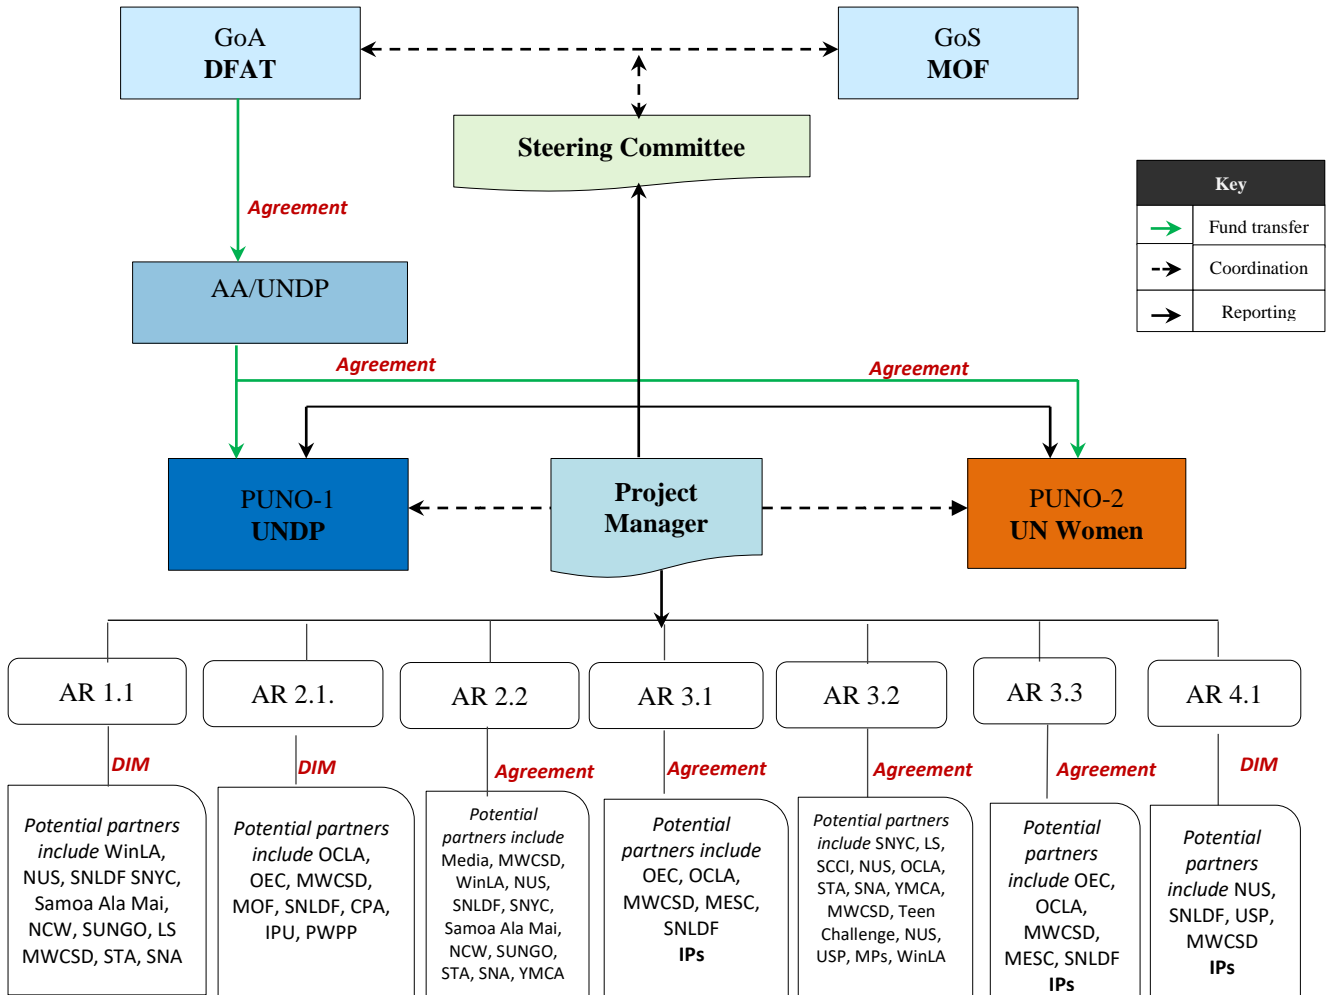 GoA
DFAT
GoS
MOF
Steering Committee
Key
Fund transfer
Coordination
Reporting
Agreement
AA/UNDP
Agreement
Agreement
PUNO-1
UNDP
Project
Manager
PUNO-2
UN Women
AR 1.1
AR 2.1.
AR 2.2
AR 3.1
AR 3.2
AR 3.3
AR 4.1
DIM
DIM
Agreement
Agreement
Agreement
Agreement
DIM
Potential partners
include WinLA,
NUS, SNLDF SNYC,
Samoa Ala Mai,
NCW, SUNGO, LS
MWCSD, STA, SNA
Potential partners
include OCLA,
OEC, MWCSD,
MOF, SNLDF, CPA,
IPU, PWPP
Potential
partners include
Media, MWCSD,
WinLA, NUS,
SNLDF, SNYC,
Samoa Ala Mai,
NCW, SUNGO,
STA, SNA, YMCA
Potential
partners include
OEC, OCLA,
MWCSD, MESC,
SNLDF
IPs
Potential partners
include SNYC, LS,
SCCI, NUS, OCLA,
STA, SNA, YMCA,
MWCSD, Teen
Challenge, NUS,
USP, MPs, WinLA
Potential
partners
include OEC,
OCLA,
MWCSD,
MESC, SNLDF
IPs
Potential
partners
include NUS,
SNLDF, USP,
MWCSD
IPs